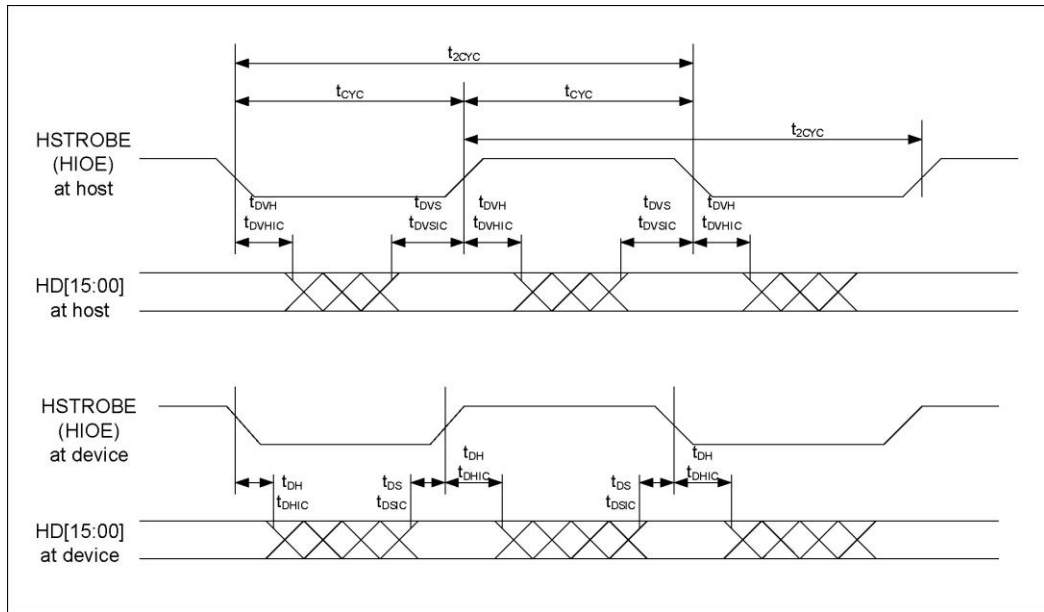 t2CYC
tCYC
tCYC
t2CYC
HSTROBE
(HIOE)
at host
tDVH
tDVHIC
tDVS
tDVSIC
tDVH
tDVHIC
tDVS
tDVSIC
tDVH
tDVHIC
HD[15:00]
at host
HSTROBE
(HIOE)
at device
tDH
tDHIC
tDS
tDSIC
tDH
tDHIC
tDS
tDSIC
tDH
tDHIC
HD[15:00]
at device